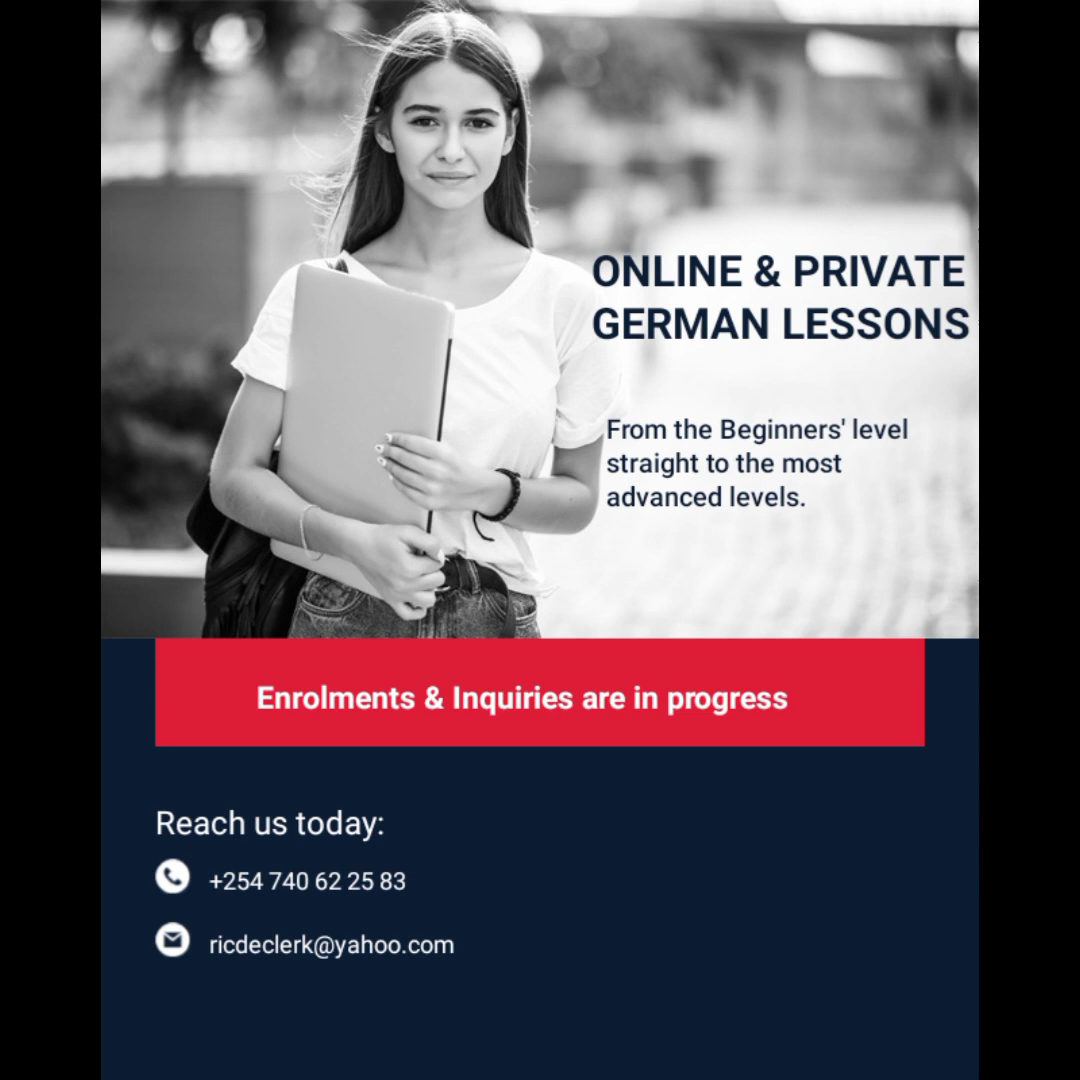 ONLINE & PRIVATE
GERMAN LESSONS
From the Beginners' level
straight to the most
advanced levels.
Enrolments & Inquiries are in progress
Reach us today:
+254 740 62 25 83
ricdeclerk@yahoo.com